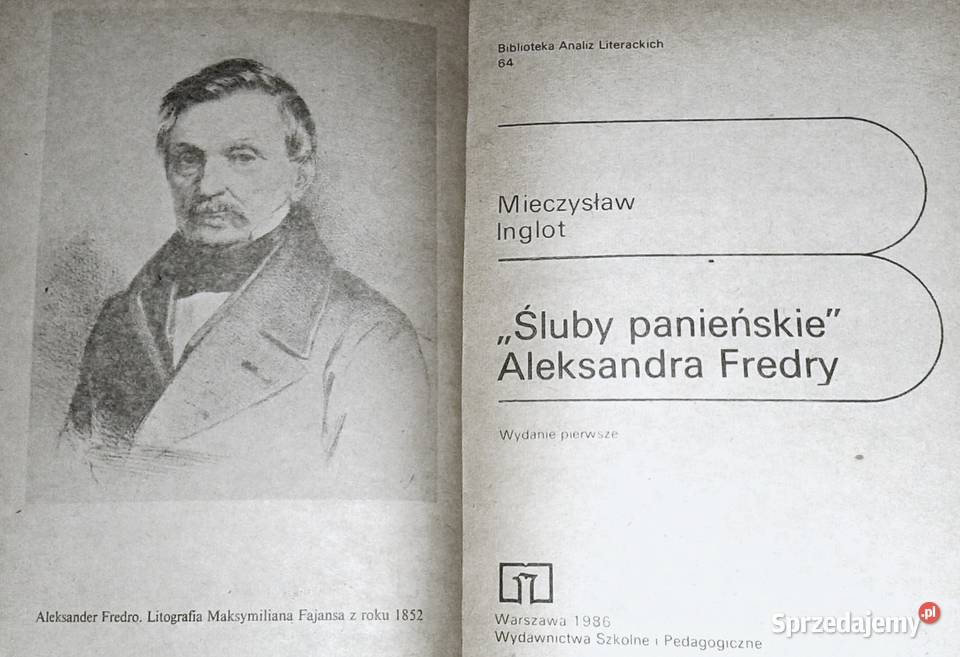 Aleksander Fredro. Litografia Maksymiliana Fajansa z roku 1852
Biblioteka Analiz Literackich
64
Mieczysław
Inglot
„Śluby panieńskie”
Aleksandra Fredry
Wydanie pierwsze
Warszawa 1986
Wydawnictwa Szkolne i Pedagogiczne
Sprzedajemy.pl